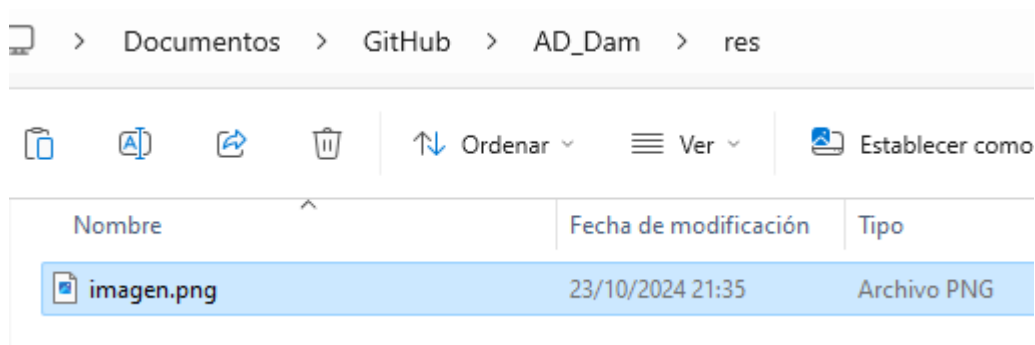 Documentos > GitHub > AD_Dam > res
Ordenar Ver Establecer como
Nombre Fecha de modificación Tipo
imagen.png 23/10/2024 21:35 Archivo PNG